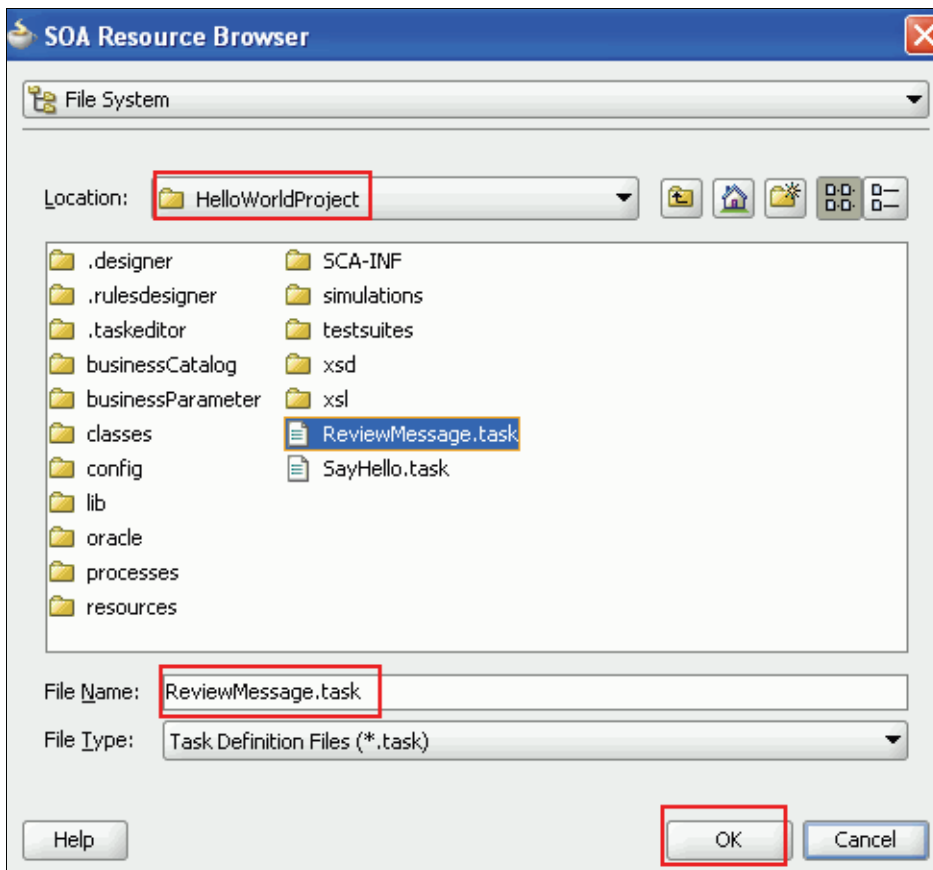 SOA Resource Browser
File System
Location: HelloWorldProject
.designer
.rulesdesigner
.taskeditor
businessCatalog
businessParameter
classes
config
lib
oracle
processes
resources
SCA-INF
simulations
testsuites
xsd
xsl
ReviewMessage.task
SayHello.task
File Name: ReviewMessage.task
File Type: Task Definition Files (*.task)
Help OK Cancel